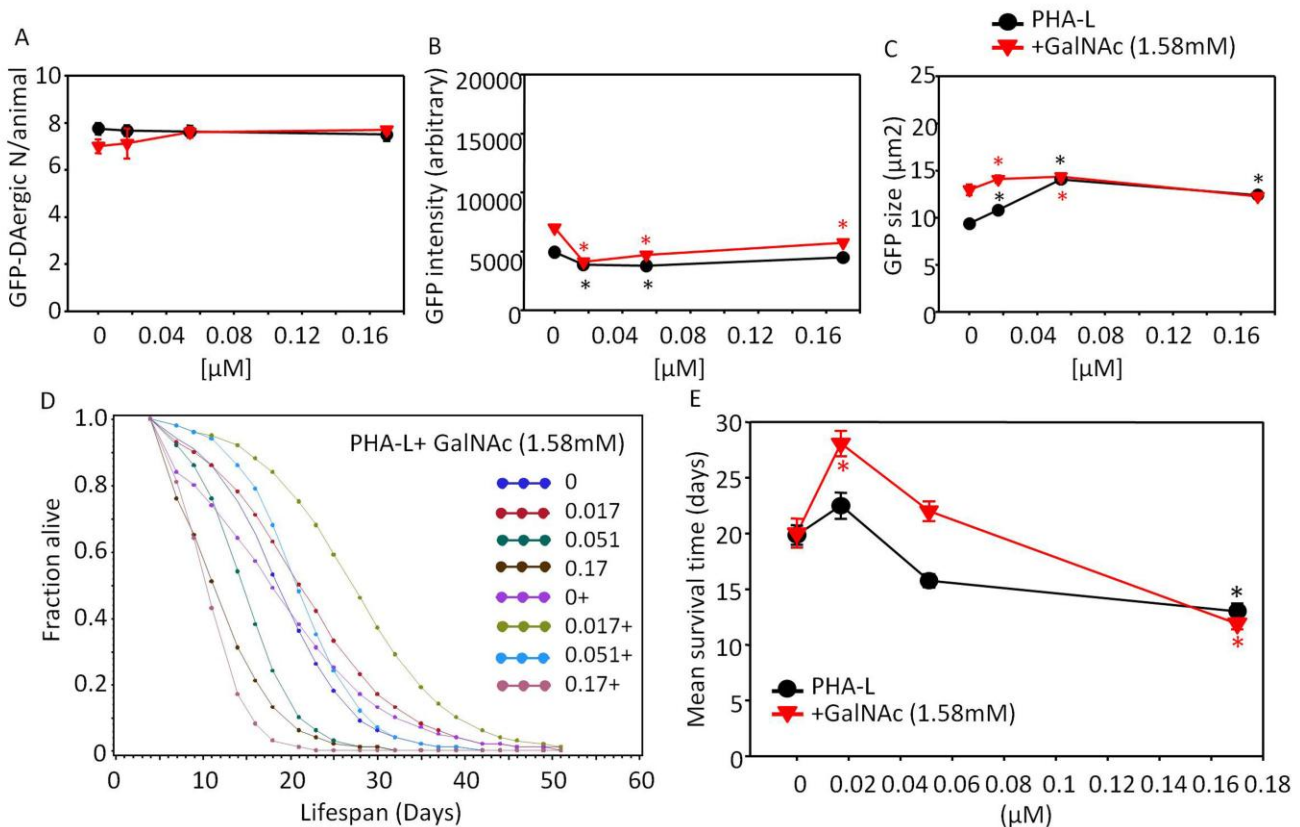 PHA-L
+GalNAc (1.58mM)
A
GFP-DAergic N/animal
10
8
6
4
2
0
0 0.04 0.08 0.12 0.16
[µM]
B
GFP intensity (arbitrary)
20000
15000
10000
5000
0
* * *
* *
0 0.04 0.08 0.12 0.16
[µM]
C
GFP size (µm2)
25
20
15
10
5
0
* * *
* *
0 0.04 0.08 0.12 0.16
[µM]
D
Fraction alive
1.0
0.8
0.6
0.4
0.2
0
PHA-L+ GalNAc (1.58mM)
0
0.017
0.051
0.17
0+
0.017+
0.051+
0.17+
0 10 20 30 40 50 60
Lifespan (Days)
E
Mean survival time (days)
30
25
20
15
10
5
0
*
*
*
PHA-L
+GalNAc (1.58mM)
0 0.02 0.04 0.06 0.08 0.1 0.12 0.14 0.16 0.18
(µM)